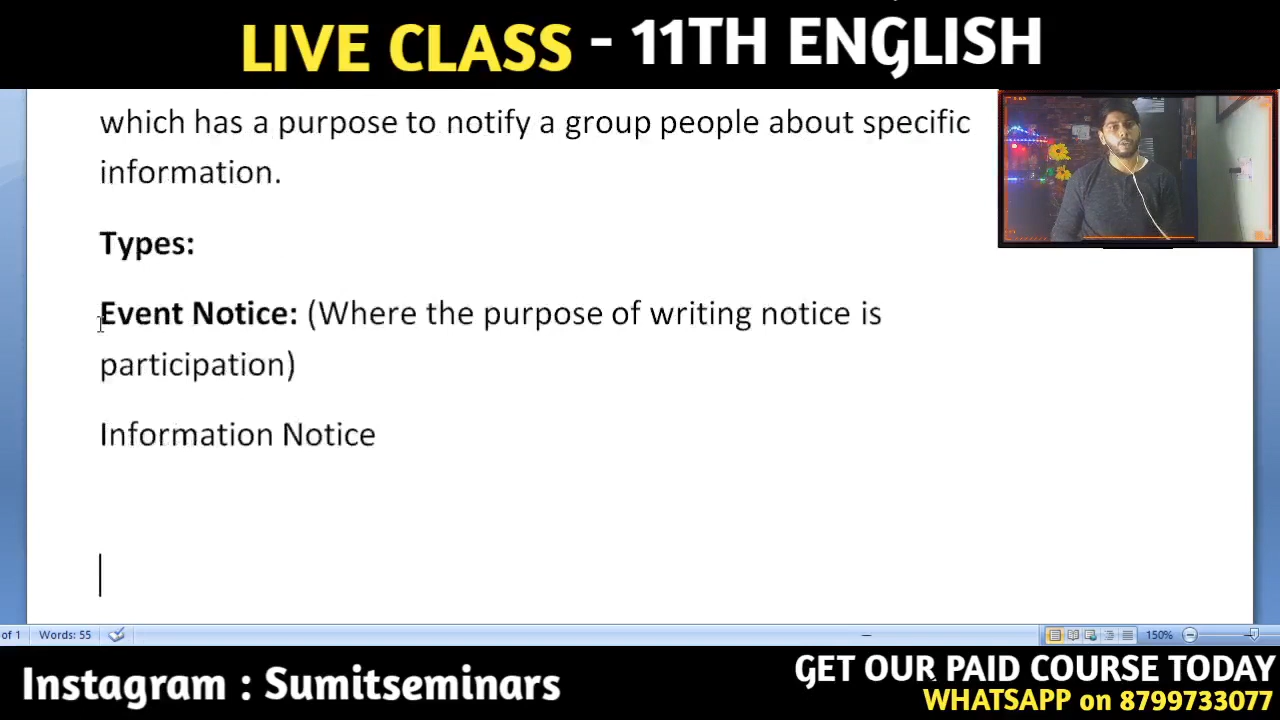 LIVE CLASS - 11TH ENGLISH
which has a purpose to notify a group people about specific
information.
Types:
Event Notice: (Where the purpose of writing notice is
participation)
Information Notice
of 1 Words: 55 150%
Instagram : Sumitseminars
GET OUR PAID COURSE TODAY
WHATSAPP on 8799733077